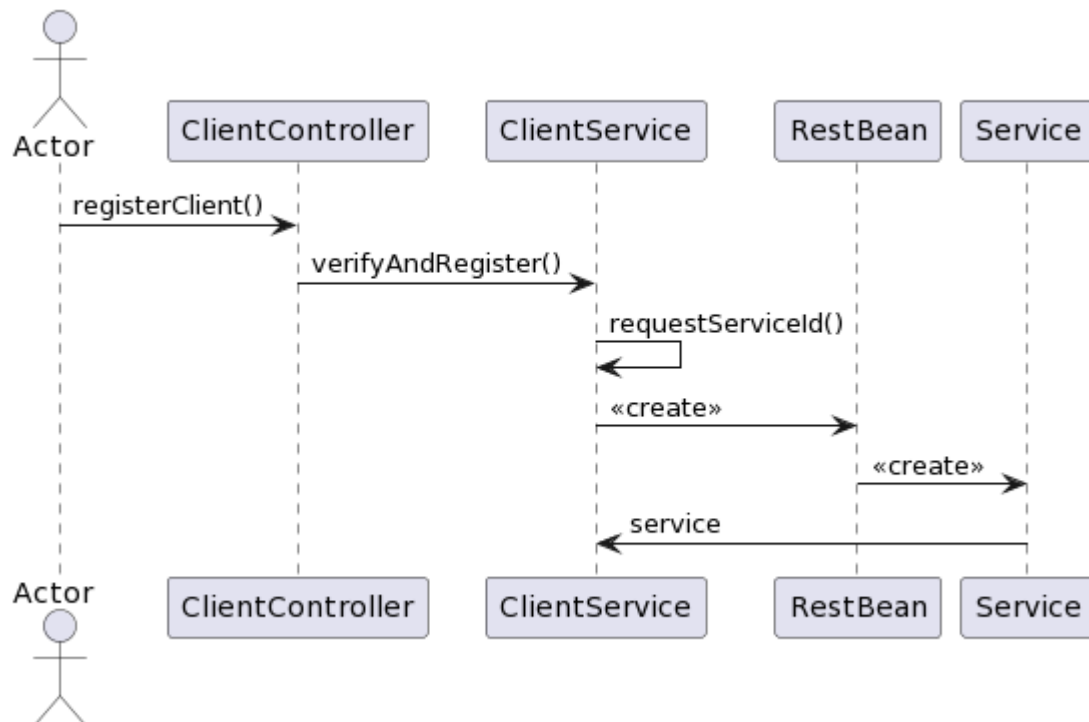 Actor
ClientController
ClientService
RestBean
Service
registerClient()
verifyAndRegister()
requestServiceId()
«create»
«create»
service
Actor
ClientController
ClientService
RestBean
Service